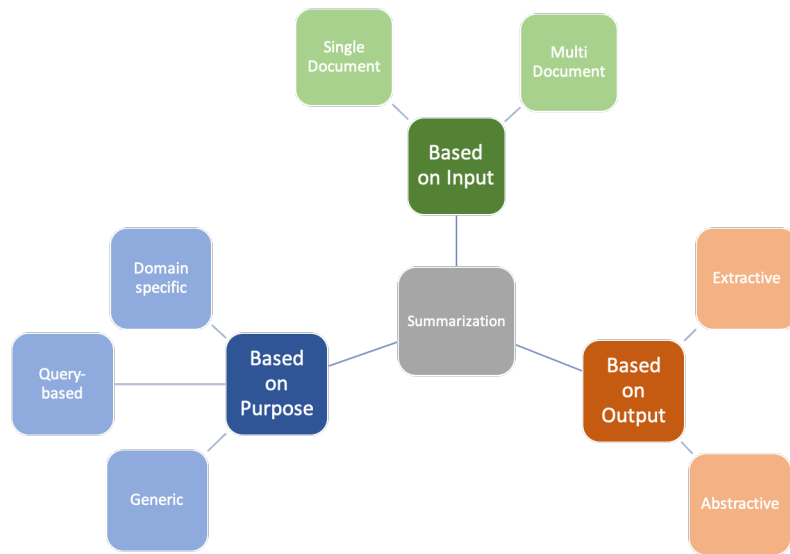 Single
Document
Multi
Document
Based
on Input
Domain
specific
Extractive
Summarization
Query-
based
Based
on
Purpose
Based
on
Output
Generic
Abstractive